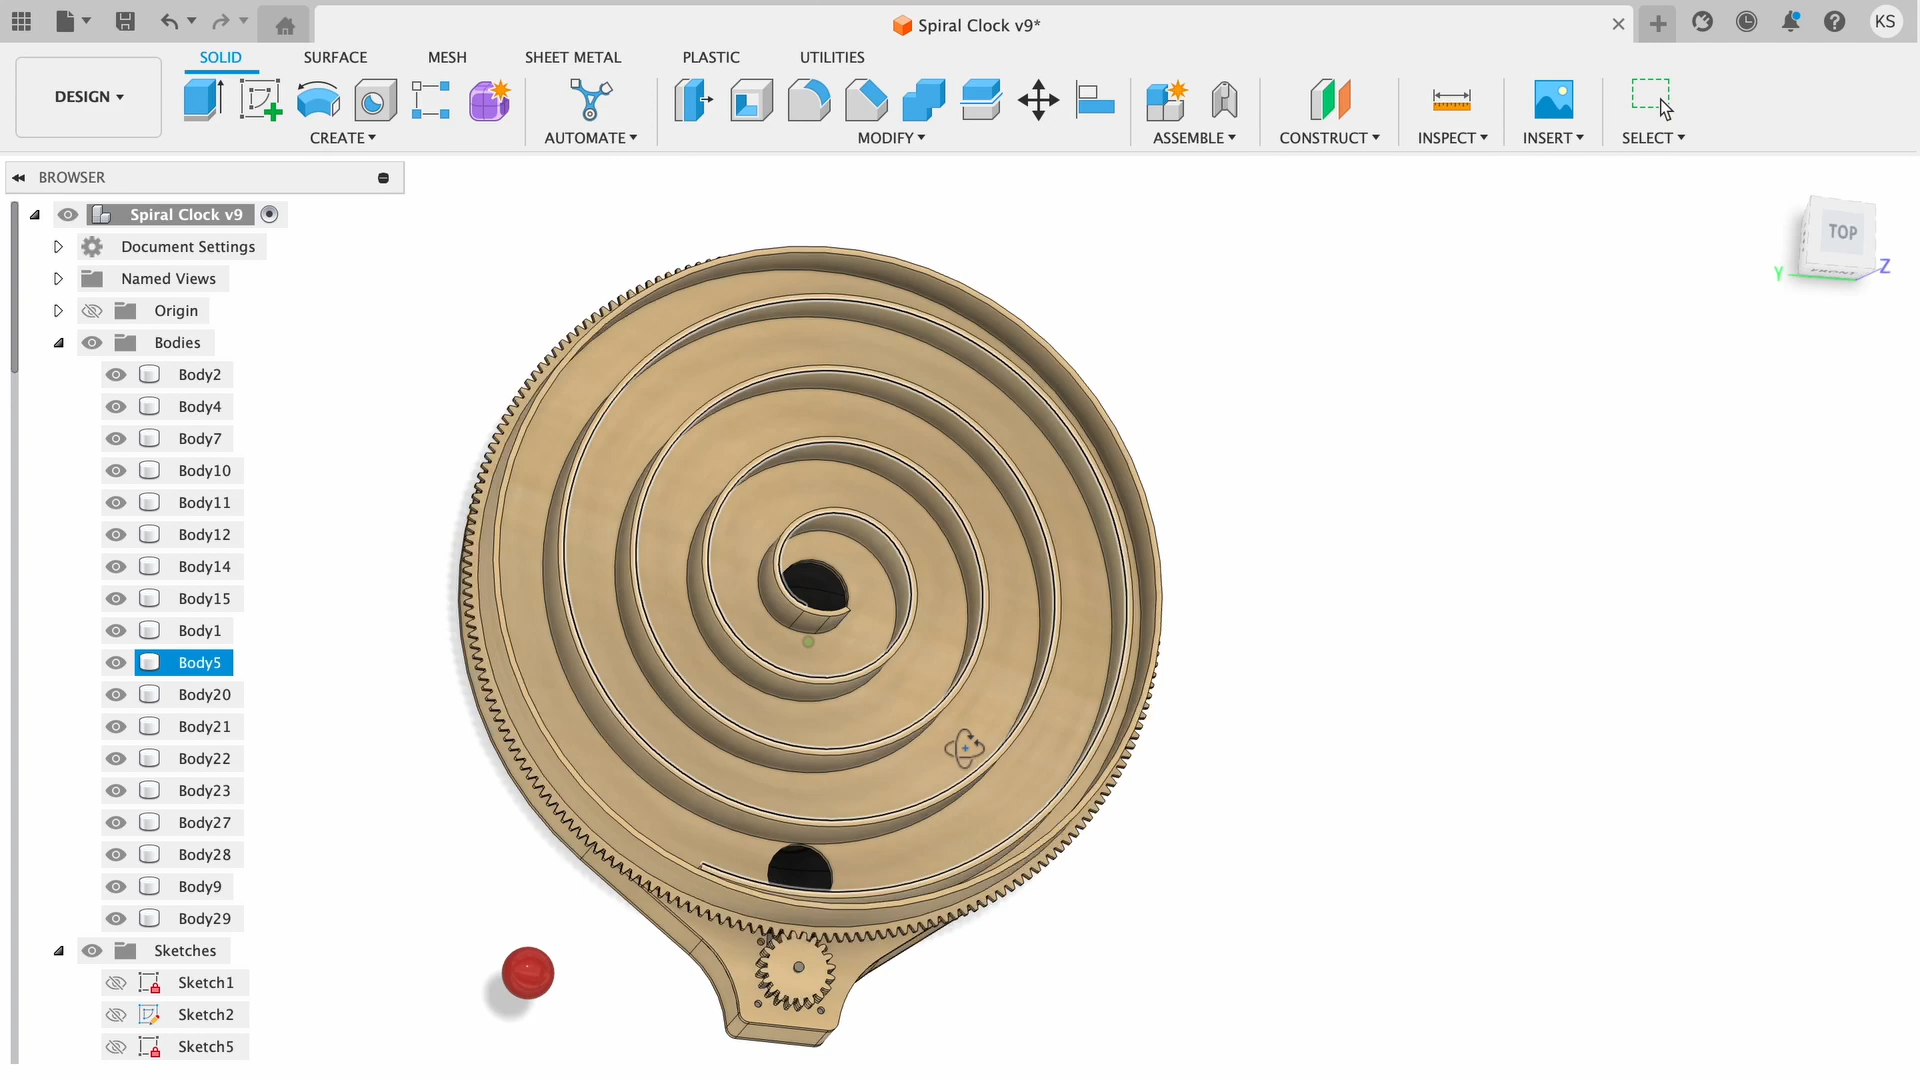 Spiral Clock v9*
KS
DESIGN
SOLID
SURFACE
MESH
SHEET METAL
PLASTIC
UTILITIES
CREATE
AUTOMATE
MODIFY
ASSEMBLE
CONSTRUCT
INSPECT
INSERT
SELECT
BROWSER
Spiral Clock v9
Document Settings
Named Views
Origin
Bodies
Body2
Body4
Body7
Body10
Body11
Body12
Body14
Body15
Body1
Body5
Body20
Body21
Body22
Body23
Body27
Body28
Body9
Body29
Sketches
Sketch1
Sketch2
Sketch5
TOP
FRONT
Y
Z